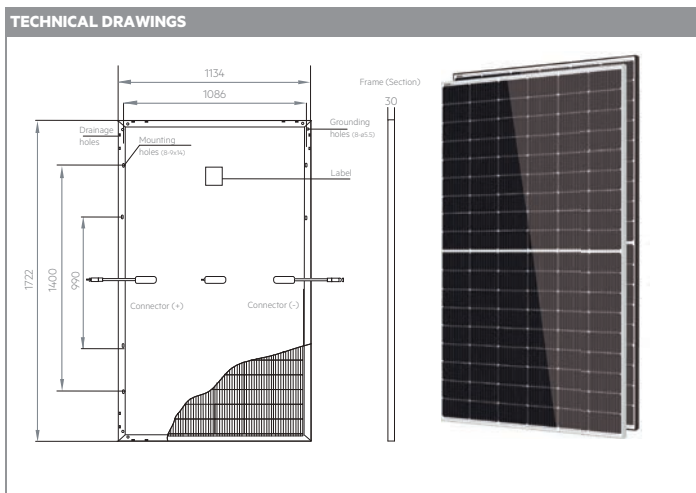 TECHNICAL DRAWINGS
1134
1086
Frame (Section)
30
Drainage
holes
Mounting
holes (8-9x14)
Grounding
holes (8-ø5.5)
Label
1722
1400
990
Connector (+)
Connector (-)